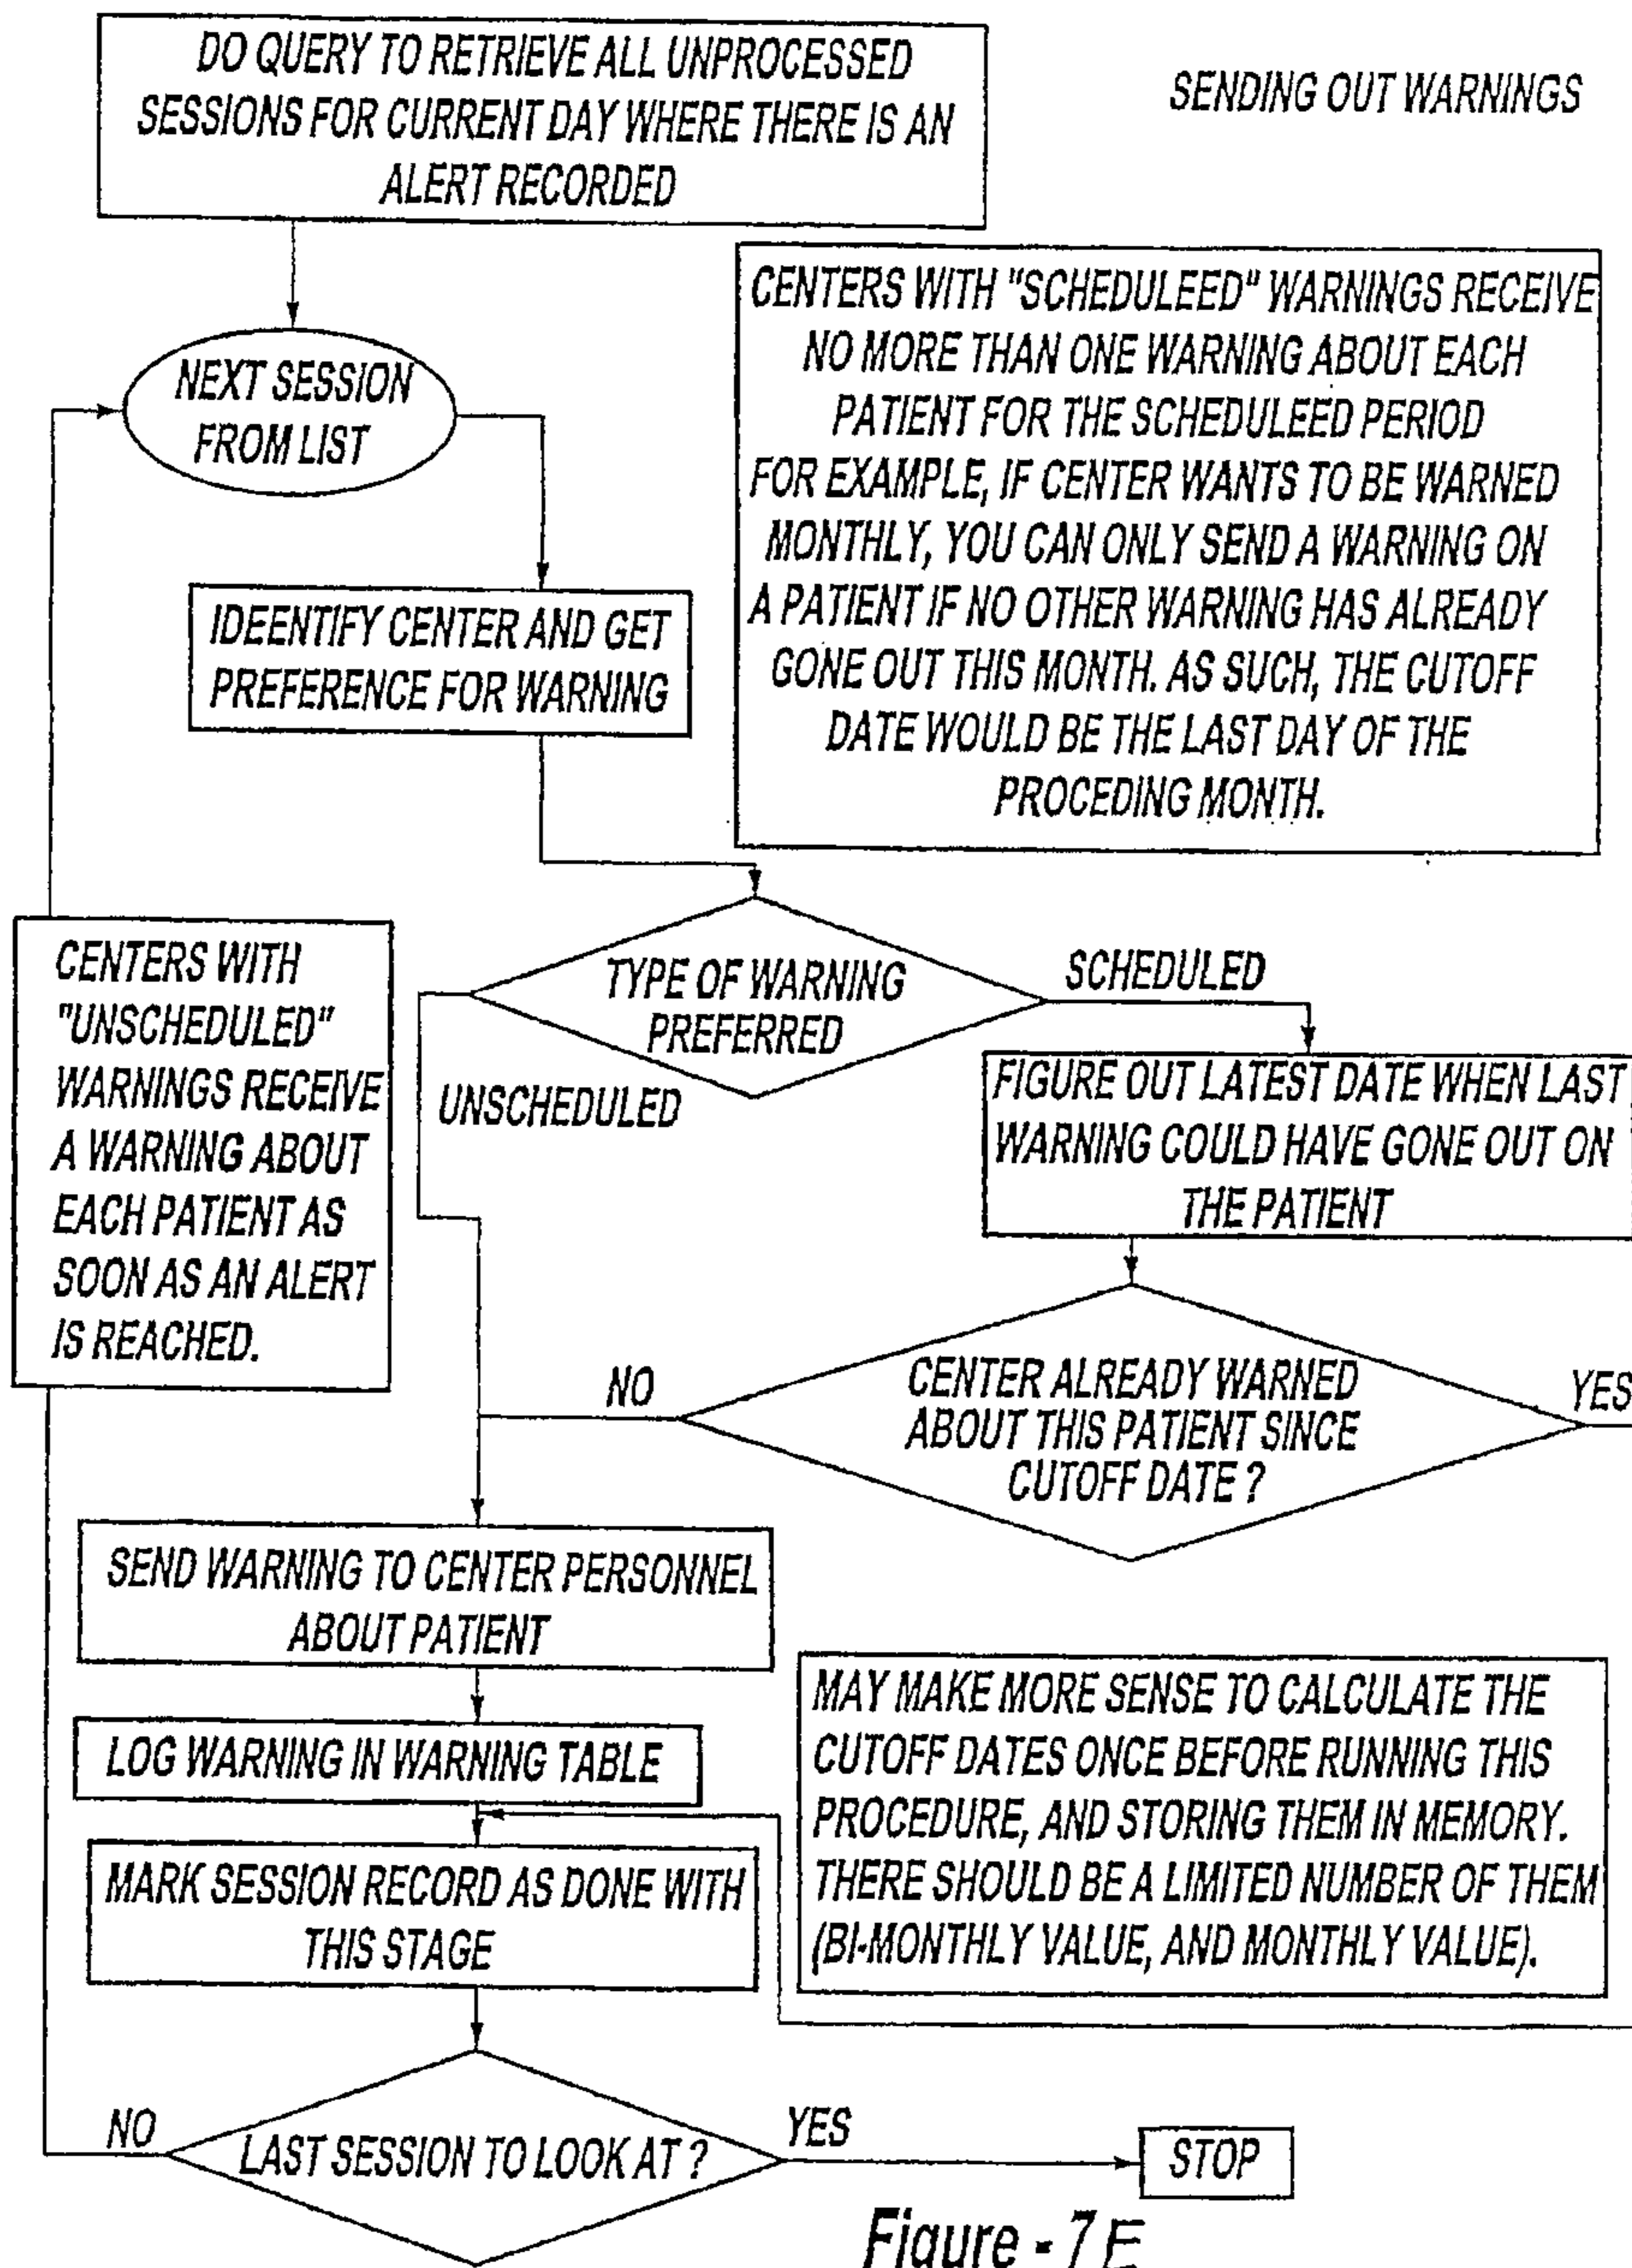 DO QUERY TO RETRIEVE ALL UNPROCESSED
SESSIONS FOR CURRENT DAY WHERE THERE IS AN
ALERT RECORDED
SENDING OUT WARNINGS
NEXT SESSION
FROM LIST
CENTERS WITH "SCHEDULEED" WARNINGS RECEIVE
NO MORE THAN ONE WARNING ABOUT EACH
PATIENT FOR THE SCHEDULEED PERIOD
FOR EXAMPLE, IF CENTER WANTS TO BE WARNED
MONTHLY, YOU CAN ONLY SEND A WARNING ON
A PATIENT IF NO OTHER WARNING HAS ALREADY
GONE OUT THIS MONTH. AS SUCH, THE CUTOFF
DATE WOULD BE THE LAST DAY OF THE
PROCEDING MONTH.
IDEENTIFY CENTER AND GET
PREFERENCE FOR WARNING
TYPE OF WARNING
PREFERRED
SCHEDULED
UNSCHEDULED
CENTERS WITH
"UNSCHEDULED"
WARNINGS RECEIVE
A WARNING ABOUT
EACH PATIENT AS
SOON AS AN ALERT
IS REACHED.
FIGURE OUT LATEST DATE WHEN LAST
WARNING COULD HAVE GONE OUT ON
THE PATIENT
NO
CENTER ALREADY WARNED
ABOUT THIS PATIENT SINCE
CUTOFF DATE ?
YES
SEND WARNING TO CENTER PERSONNEL
ABOUT PATIENT
LOG WARNING IN WARNING TABLE
MARK SESSION RECORD AS DONE WITH
THIS STAGE
MAY MAKE MORE SENSE TO CALCULATE THE
CUTOFF DATES ONCE BEFORE RUNNING THIS
PROCEDURE, AND STORING THEM IN MEMORY.
THERE SHOULD BE A LIMITED NUMBER OF THEM
(BI-MONTHLY VALUE, AND MONTHLY VALUE).
NO
LAST SESSION TO LOOK AT ?
YES
STOP
Figure - 7E